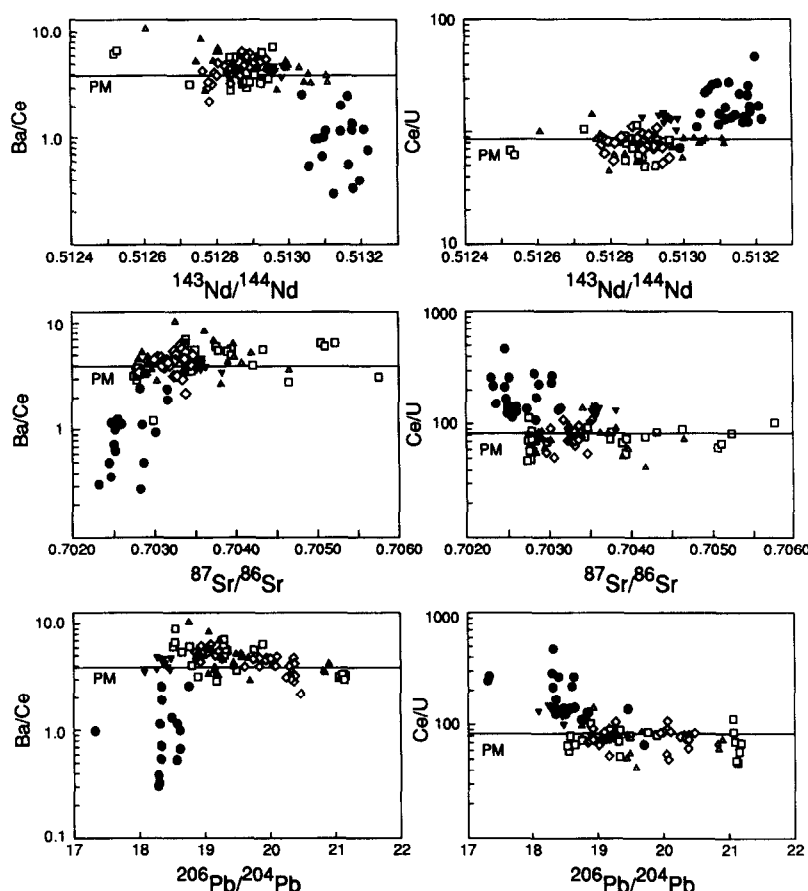 10.0
1.0
Ba/Ce
PM
0.5124 0.5126 0.5128 0.5130 0.5132
143Nd/144Nd
100
10
Ce/U
PM
0.5124 0.5126 0.5128 0.5130 0.5132
143Nd/144Nd
10
1
Ba/Ce
PM
0.7020 0.7030 0.7040 0.7050 0.7060
87Sr/86Sr
1000
100
Ce/U
PM
0.7020 0.7030 0.7040 0.7050 0.7060
87Sr/86Sr
10.0
1.0
0.1
Ba/Ce
PM
17 18 19 20 21 22
206Pb/204Pb
1000
100
Ce/U
PM
17 18 19 20 21 22
206Pb/204Pb